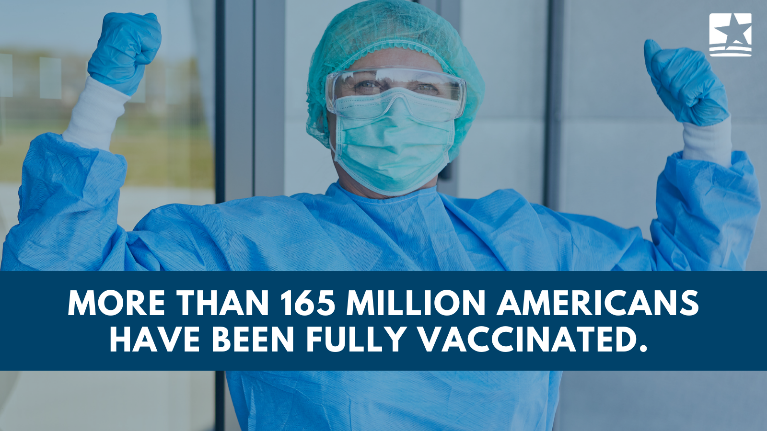 MORE THAN 165 MILLION AMERICANS
HAVE BEEN FULLY VACCINATED.